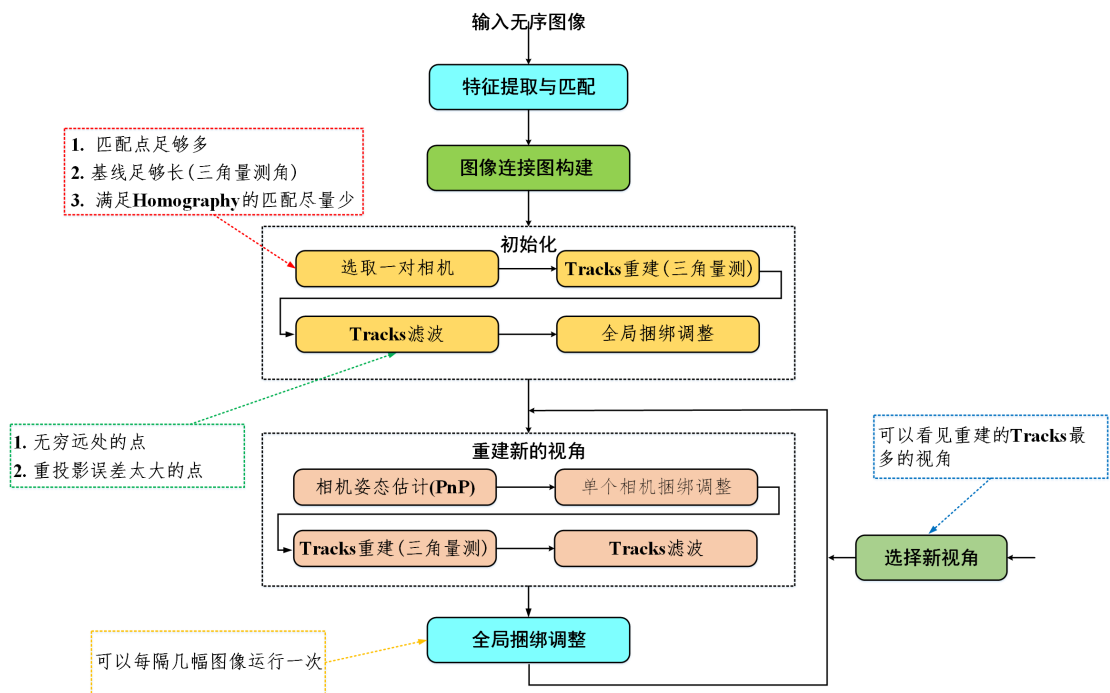 输入无序图像
特征提取与匹配
1. 匹配点足够多
2. 基线足够长(三角量测角)
3. 满足Homography的匹配尽量少
图像连接图构建
初始化
选取一对相机
Tracks重建(三角量测)
Tracks滤波
全局捆绑调整
1. 无穷远处的点
2. 重投影误差太大的点
重建新的视角
可以看见重建的Tracks最
多的视角
相机姿态估计(PnP)
单个相机捆绑调整
Tracks重建(三角量测)
Tracks滤波
选择新视角
全局捆绑调整
可以每隔几幅图像运行一次